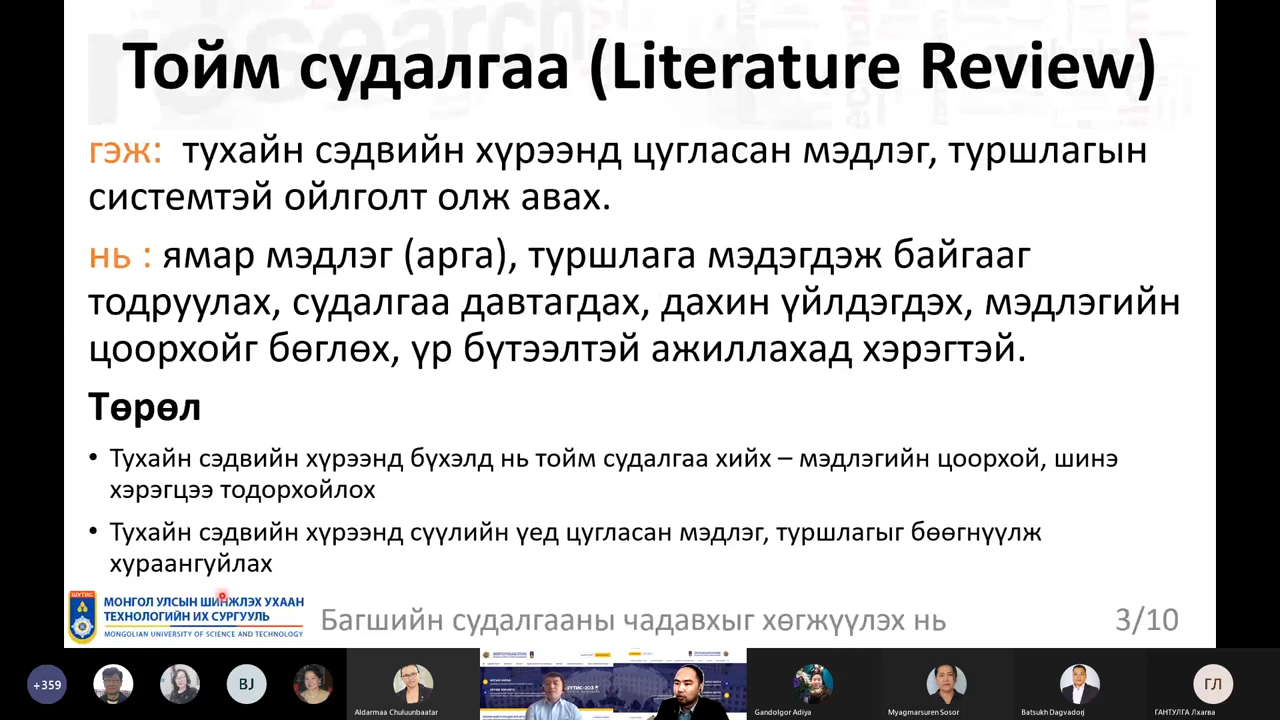 Тойм судалгаа (Literature Review)
гэж: тухайн сэдвийн хүрээнд цугласан мэдлэг, туршлагын
системтэй ойлголт олж авах.
нь : ямар мэдлэг (арга), туршлага мэдэгдэж байгааг
тодруулах, судалгаа давтагдах, дахин үйлдэгдэх, мэдлэгийн
цоорхойг бөглөх, үр бүтээлтэй ажиллахад хэрэгтэй.
Төрөл
• Тухайн сэдвийн хүрээнд бүхэлд нь тойм судалгаа хийх – мэдлэгийн цоорхой, шинэ
хэрэгцээ тодорхойлох
• Тухайн сэдвийн хүрээнд сүүлийн үед цугласан мэдлэг, туршлагыг бөөгнүүлж
хураангуйлах
ШУТИС
МОНГОЛ УЛСЫН ШИНЖЛЭХ УХААН
ТЕХНОЛОГИЙН ИХ СУРГУУЛЬ
MONGOLIAN UNIVERSITY OF SCIENCE AND TECHNOLOGY
Багшийн судалгааны чадавхыг хөгжүүлэх нь
3/10
+359
BJ
ГЛ
Aldarmaa Chuluunbaatar
Gandolgor Adiya
Myagmarsuren Sosor
Batsukh Dagvadorj
ГАНТУЛГА Лхагва